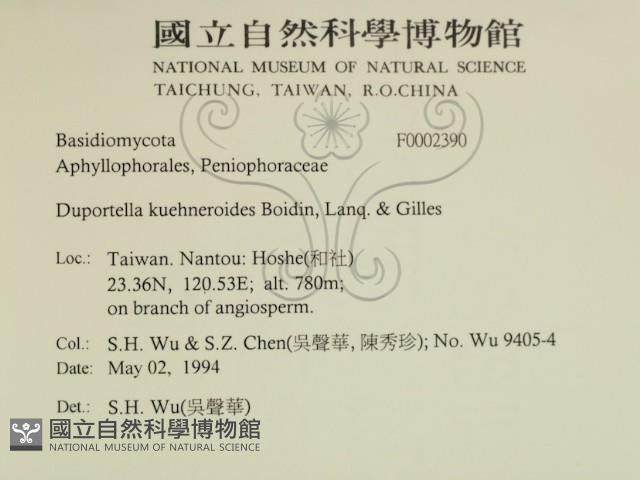 國立自然科學博物館
NATIONAL MUSEUM OF NATURAL SCIENCE
TAICHUNG, TAIWAN, R.O.CHINA
Basidiomycota F0002390
Aphyllophorales, Peniophoraceae
Duportella kuehneroides Boidin, Lanq. & Gilles
Loc.: Taiwan. Nantou: Hoshe(和社)
23.36N, 120.53E; alt. 780m;
on branch of angiosperm.
Col.: S.H. Wu & S.Z. Chen(吳聲華, 陳秀珍); No. Wu 9405-4
Date: May 02, 1994
Det.: S.H. Wu(吳聲華)
國立自然科學博物館
NATIONAL MUSEUM OF NATURAL SCIENCE